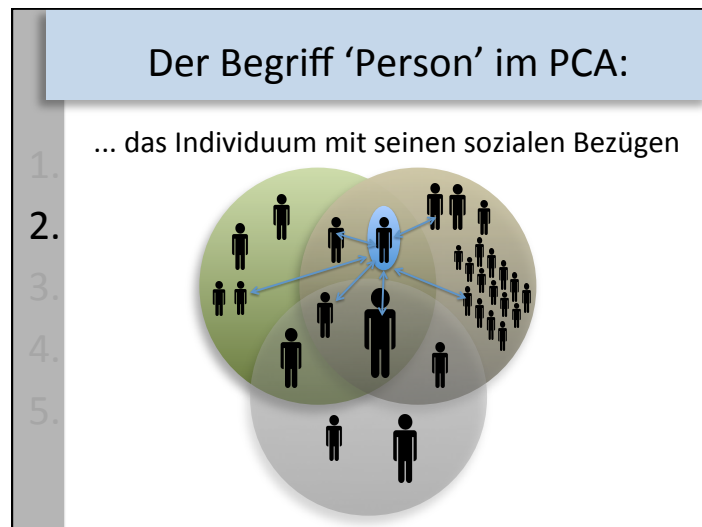 Der Begriff ‘Person’ im PCA:
... das Individuum mit seinen sozialen Bezügen
1.
2.
3.
4.
5.